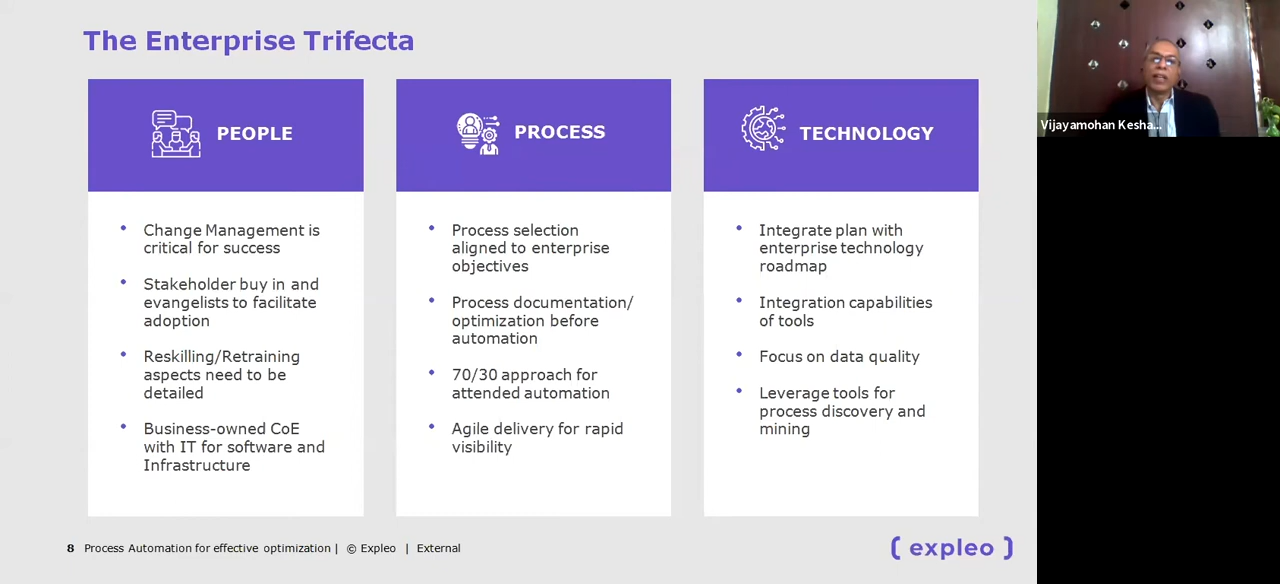 The Enterprise Trifecta
PEOPLE
Change Management is
critical for success
Stakeholder buy in and
evangelists to facilitate
adoption
Reskilling/Retraining
aspects need to be
detailed
Business-owned CoE
with IT for software and
Infrastructure
PROCESS
Process selection
aligned to enterprise
objectives
Process documentation/
optimization before
automation
70/30 approach for
attended automation
Agile delivery for rapid
visibility
TECHNOLOGY
Integrate plan with
enterprise technology
roadmap
Integration capabilities
of tools
Focus on data quality
Leverage tools for
process discovery and
mining
8 Process Automation for effective optimization | © Expleo | External
{ expleo }
Vijayamohan Kesha...